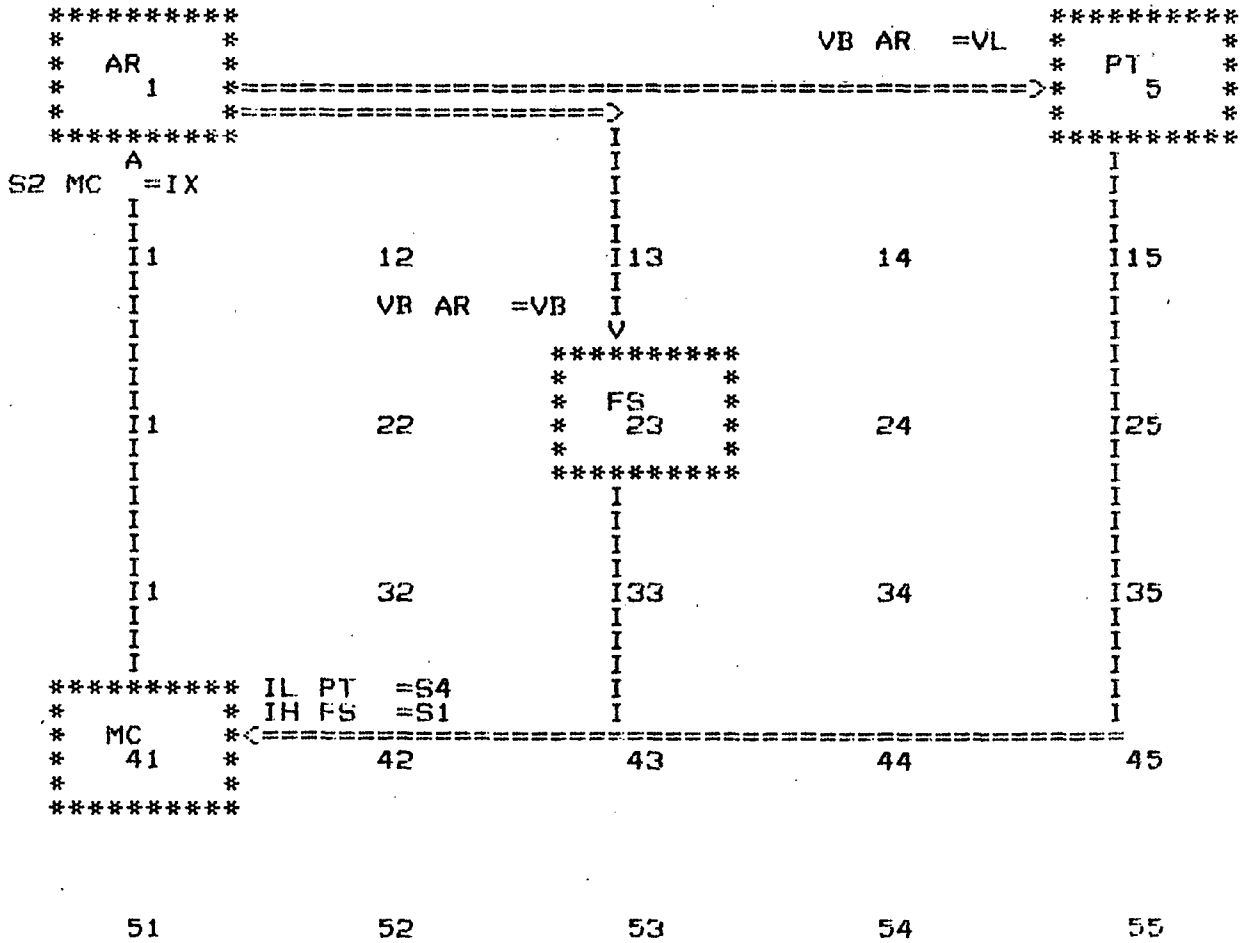 VB AR =VL
AR PT
1 5
S2 MC =IX
1 12 13 14 15
VB AR =VB
FS
1 22 23 24 25
1 32 33 34 35
IL PT =S4
IH FS =S1
MC
41 42 43 44 45
51 52 53 54 55